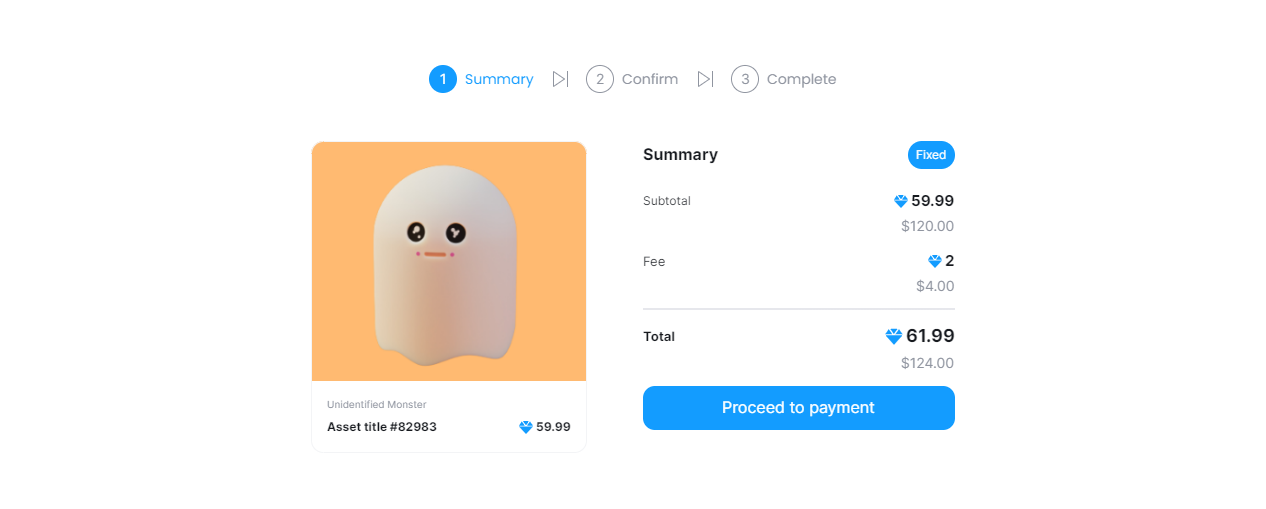 1 Summary 2 Confirm 3 Complete
Unidentified Monster
Asset title #82983 59.99
Summary Fixed
Subtotal 59.99
$120.00
Fee 2
$4.00
Total 61.99
$124.00
Proceed to payment